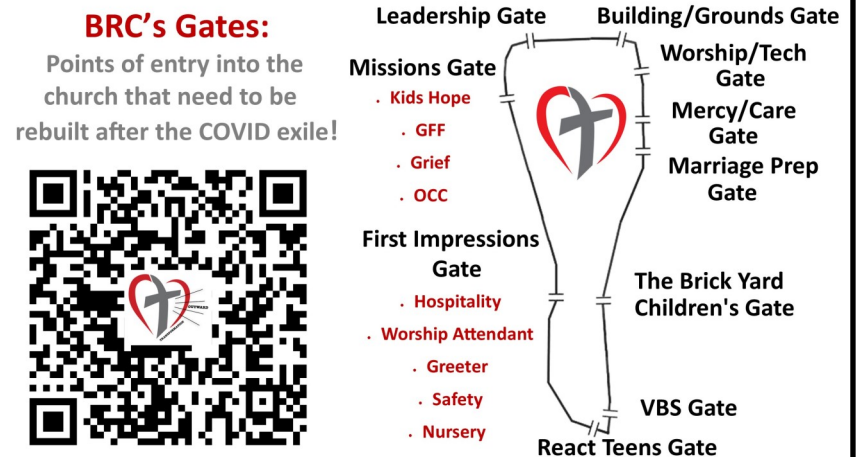 BRC's Gates:
Points of entry into the
church that need to be
rebuilt after the COVID exile!
Leadership Gate
Building/Grounds Gate
Missions Gate
. Kids Hope
. GFF
. Grief
. OCC
First Impressions
Gate
. Hospitality
. Worship Attendant
. Greeter
. Safety
. Nursery
Worship/Tech
Gate
Mercy/Care
Gate
Marriage Prep
Gate
The Brick Yard
Children's Gate
VBS Gate
React Teens Gate